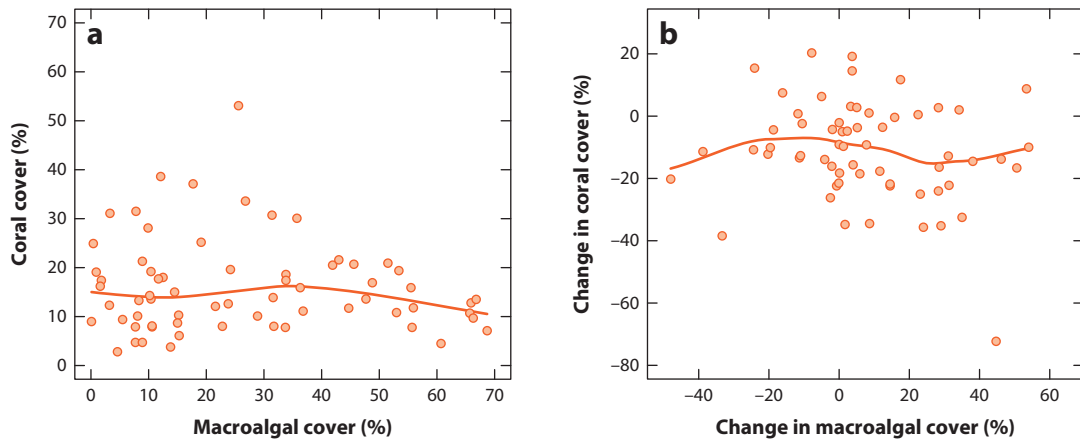 a
Coral cover (%)
70
60
50
40
30
20
10
0
0 10 20 30 40 50 60 70
Macroalgal cover (%)
b
Change in coral cover (%)
20
0
−20
−40
−60
−80
−40 −20 0 20 40 60
Change in macroalgal cover (%)